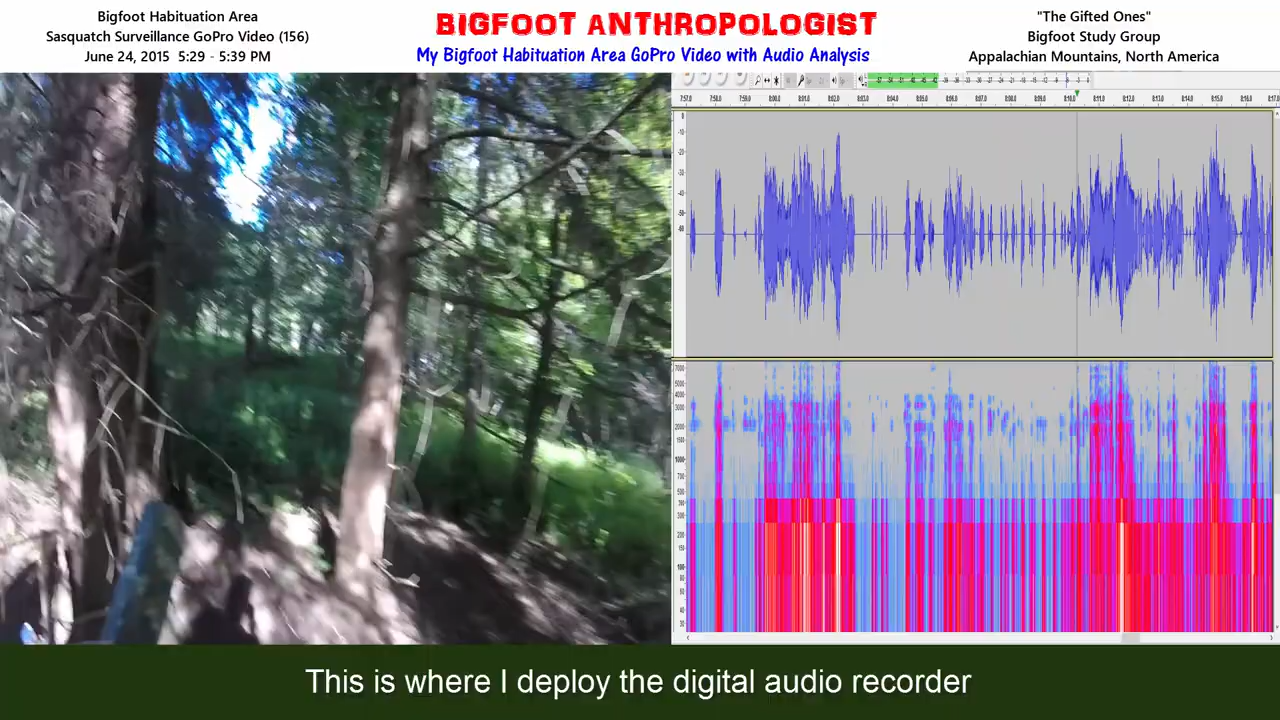 Bigfoot Habituation Area
Sasquatch Surveillance GoPro Video (156)
June 24, 2015 5:29 - 5:39 PM
BIGFOOT ANTHROPOLOGIST
My Bigfoot Habituation Area GoPro Video with Audio Analysis
"The Gifted Ones"
Bigfoot Study Group
Appalachian Mountains, North America
This is where I deploy the digital audio recorder